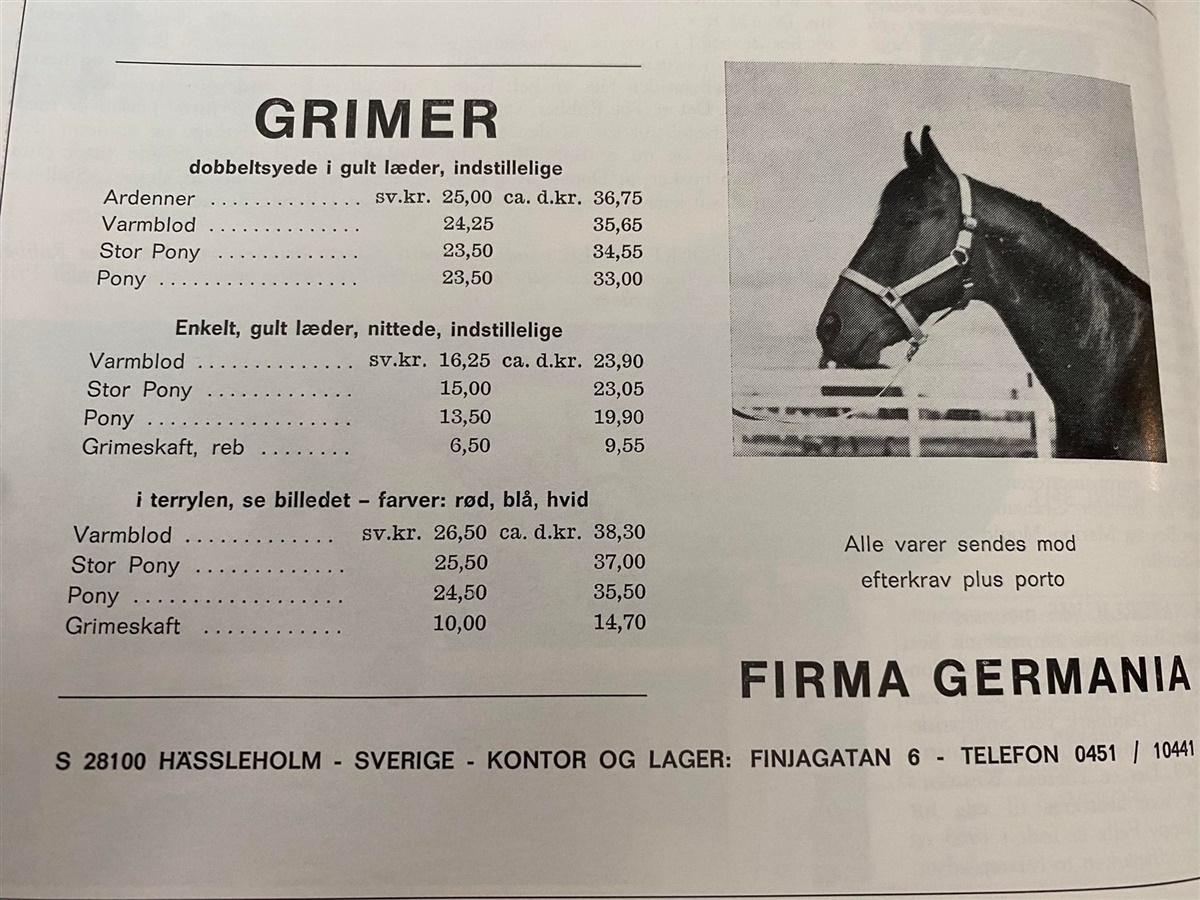 GRIMER
dobbeltsyede i gult læder, indstillelige
Ardenner .............. sv.kr. 25,00 ca. d.kr. 36,75
Varmblod .............. 24,25 35,65
Stor Pony ............. 23,50 34,55
Pony .................. 23,50 33,00
Enkelt, gult læder, nittede, indstillelige
Varmblod .............. sv.kr. 16,25 ca. d.kr. 23,90
Stor Pony ............. 15,00 23,05
Pony .................. 13,50 19,90
Grimeskaft, reb ........ 6,50 9,55
i terrylen, se billedet – farver: rød, blå, hvid
Varmblod ............. sv.kr. 26,50 ca. d.kr. 38,30
Stor Pony ............. 25,50 37,00
Pony .................. 24,50 35,50
Grimeskaft ............ 10,00 14,70
Alle varer sendes mod
efterkrav plus porto
FIRMA GERMANIA
S 28100 HÄSSLEHOLM - SVERIGE - KONTOR OG LAGER: FINJAGATAN 6 - TELEFON 0451 / 10441